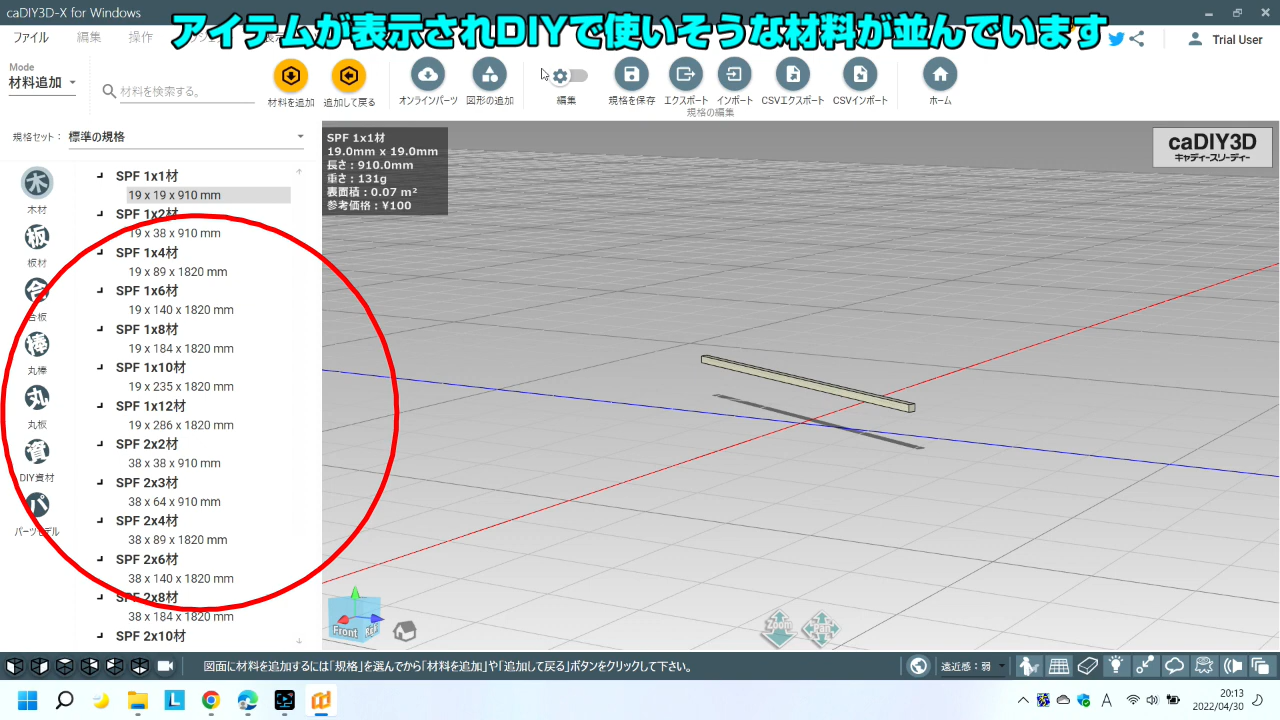 caDIY3D-X for Windows
アイテムが表示されDIYで使いそうな材料が並んでいます
ファイル
編集
操作
Trial User
Mode
材料追加
材料を検索する。
材料を追加
追加して戻る
オンラインパーツ
図形の追加
編集
規格を保存
エクスポート
インポート
CSVエクスポート
CSVインポート
ホーム
規格の編集
規格セット：
標準の規格
木
木材
板
板材
合
合板
棒
丸棒
丸
丸板
資
DIY資材
パ
パーツモデル
SPF 1x1材
19 x 19 x 910 mm
SPF 1x2材
19 x 38 x 910 mm
SPF 1x4材
19 x 89 x 1820 mm
SPF 1x6材
19 x 140 x 1820 mm
SPF 1x8材
19 x 184 x 1820 mm
SPF 1x10材
19 x 235 x 1820 mm
SPF 1x12材
19 x 286 x 1820 mm
SPF 2x2材
38 x 38 x 910 mm
SPF 2x3材
38 x 64 x 910 mm
SPF 2x4材
38 x 89 x 1820 mm
SPF 2x6材
38 x 140 x 1820 mm
SPF 2x8材
38 x 184 x 1820 mm
SPF 2x10材
SPF 1x1材
19.0mm x 19.0mm
長さ：910.0mm
重さ：131g
表面積：0.07 m²
参考価格：¥100
caDIY3D
キャディースリーディー
Front
Zoom
Pan
図面に材料を追加するには「規格」を選んでから「材料を追加」や「追加して戻る」ボタンをクリックして下さい。
遠近感：弱
L
A
20:13
2022/04/30